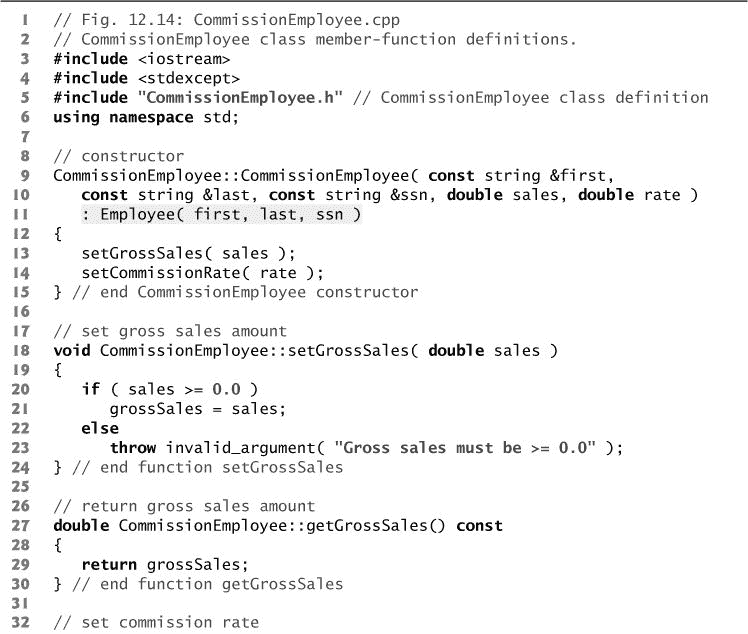 1 // Fig. 12.14: CommissionEmployee.cpp
2 // CommissionEmployee class member-function definitions.
3 #include <iostream>
4 #include <stdexcept>
5 #include "CommissionEmployee.h" // CommissionEmployee class definition
6 using namespace std;
7
8 // constructor
9 CommissionEmployee::CommissionEmployee( const string &first,
10    const string &last, const string &ssn, double sales, double rate )
11    : Employee( first, last, ssn )
12 {
13    setGrossSales( sales );
14    setCommissionRate( rate );
15 } // end CommissionEmployee constructor
16
17 // set gross sales amount
18 void CommissionEmployee::setGrossSales( double sales )
19 {
20    if ( sales >= 0.0 )
21       grossSales = sales;
22    else
23       throw invalid_argument( "Gross sales must be >= 0.0" );
24 } // end function setGrossSales
25
26 // return gross sales amount
27 double CommissionEmployee::getGrossSales() const
28 {
29    return grossSales;
30 } // end function getGrossSales
31
32 // set commission rate